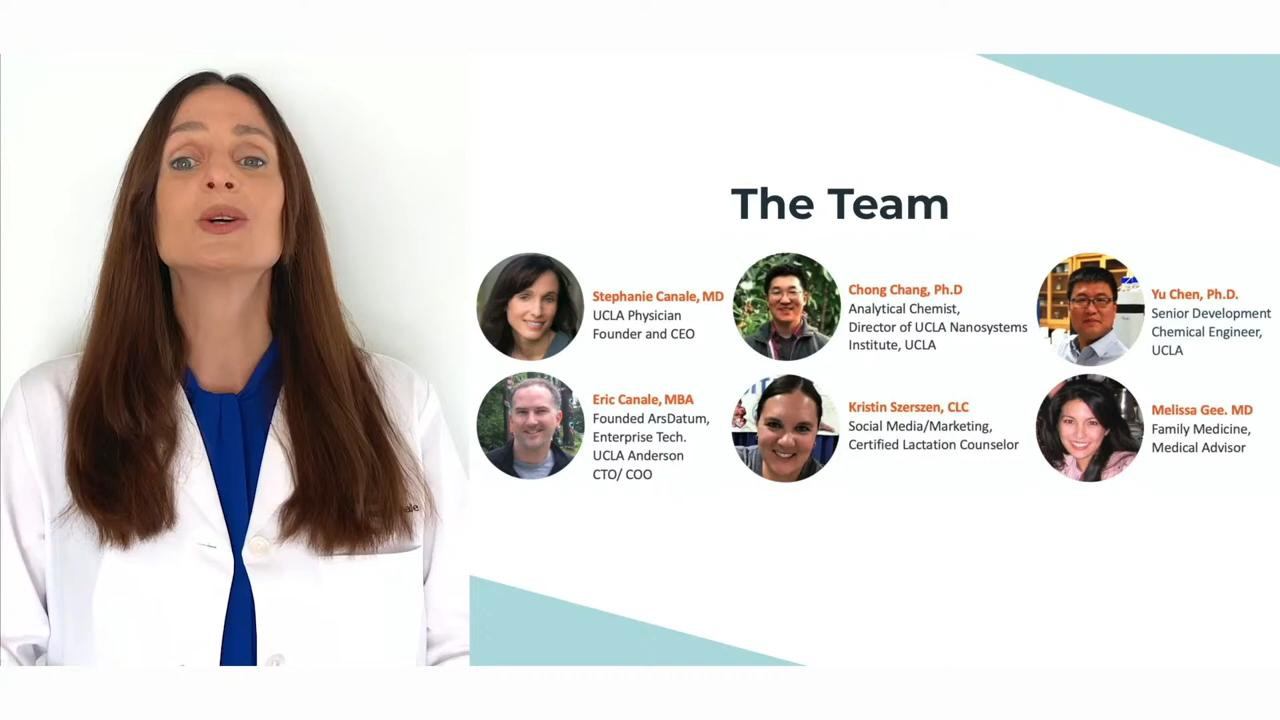 The Team
Stephanie Canale, MD
UCLA Physician
Founder and CEO
Chong Chang, Ph.D
Analytical Chemist,
Director of UCLA Nanosystems
Institute, UCLA
Yu Chen, Ph.D.
Senior Development
Chemical Engineer,
UCLA
Eric Canale, MBA
Founded ArsDatum,
Enterprise Tech.
UCLA Anderson
CTO/ COO
Kristin Szerszen, CLC
Social Media/Marketing,
Certified Lactation Counselor
Melissa Gee. MD
Family Medicine,
Medical Advisor